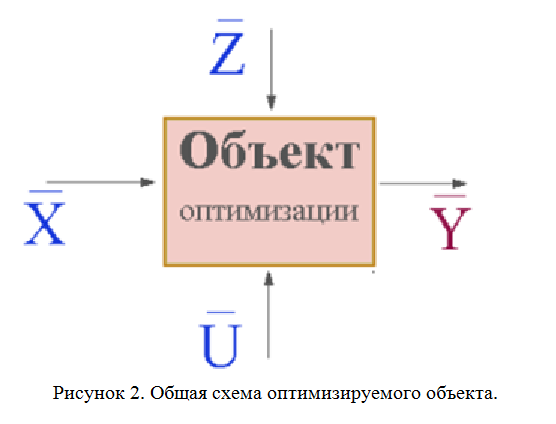 Z̅
Объект
оптимизации
X̅
Y̅
U̅
Рисунок 2. Общая схема оптимизируемого объекта.